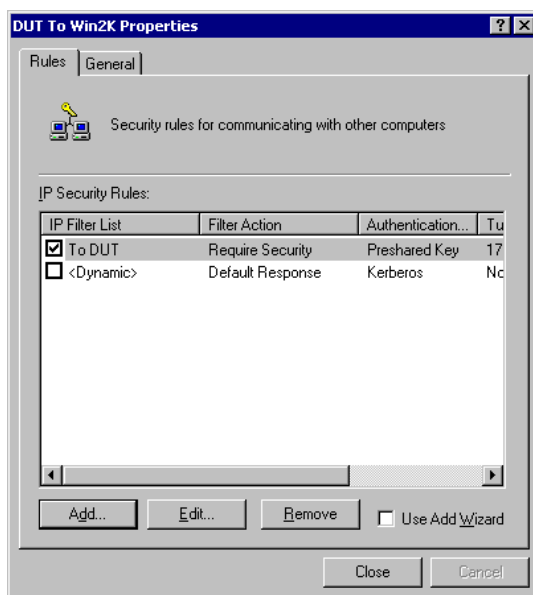 DUT To Win2K Properties
Rules General
Security rules for communicating with other computers
IP Security Rules:
IP Filter List Filter Action Authentication... Tu
To DUT Require Security Preshared Key 17
<Dynamic> Default Response Kerberos No
Add... Edit... Remove Use Add Wizard
Close Cancel